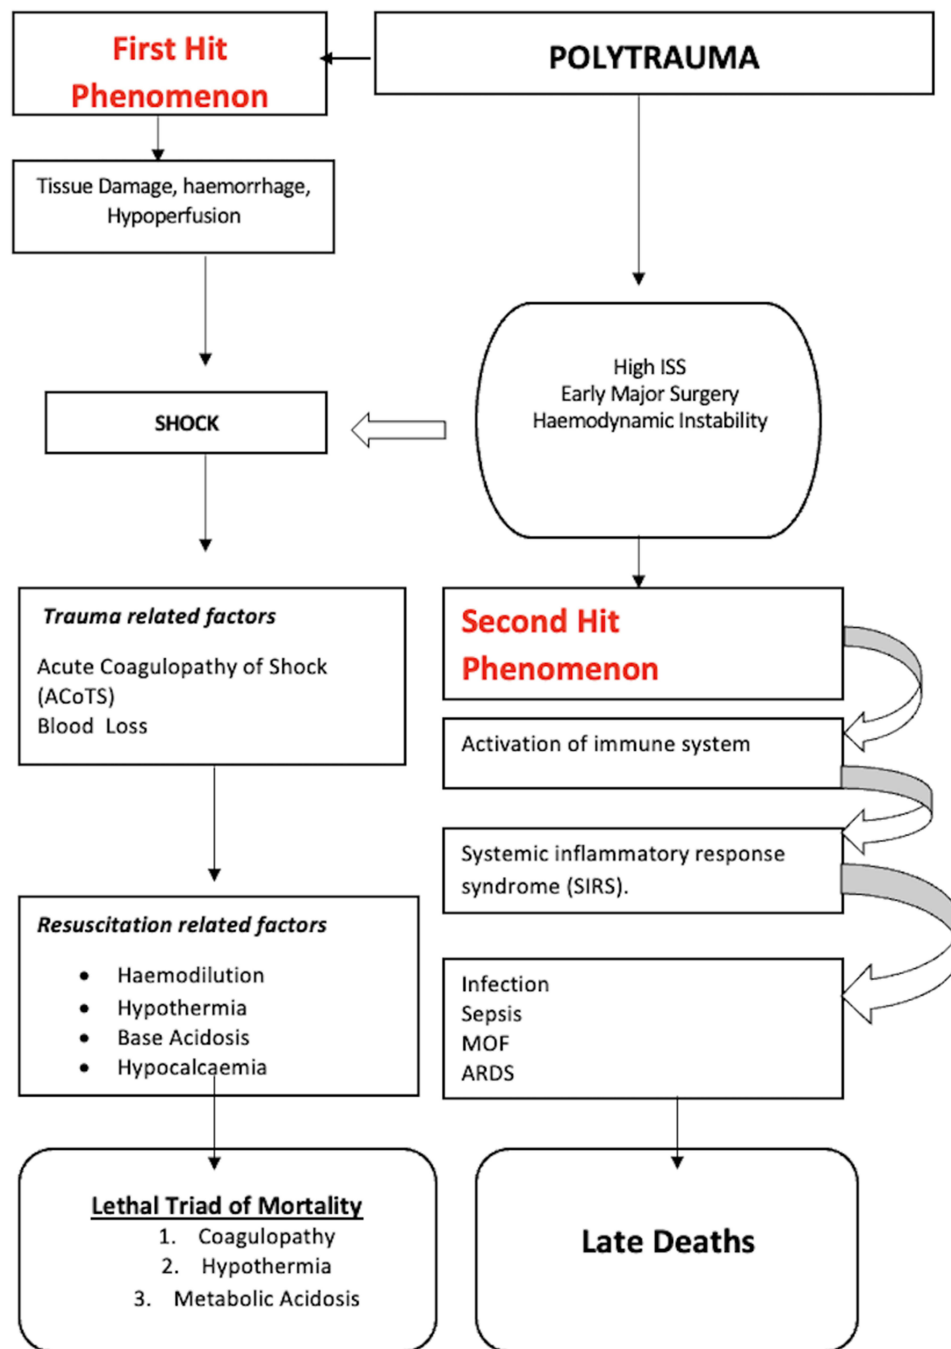 First Hit
Phenomenon
POLYTRAUMA
Tissue Damage, haemorrhage,
Hypoperfusion
High ISS
Early Major Surgery
Haemodynamic Instability
SHOCK
Trauma related factors
Acute Coagulopathy of Shock
(ACoTS)
Blood Loss
Second Hit
Phenomenon
Activation of immune system
Systemic inflammatory response
syndrome (SIRS).
Resuscitation related factors
• Haemodilution
• Hypothermia
• Base Acidosis
• Hypocalcaemia
Infection
Sepsis
MOF
ARDS
Lethal Triad of Mortality
1. Coagulopathy
2. Hypothermia
3. Metabolic Acidosis
Late Deaths